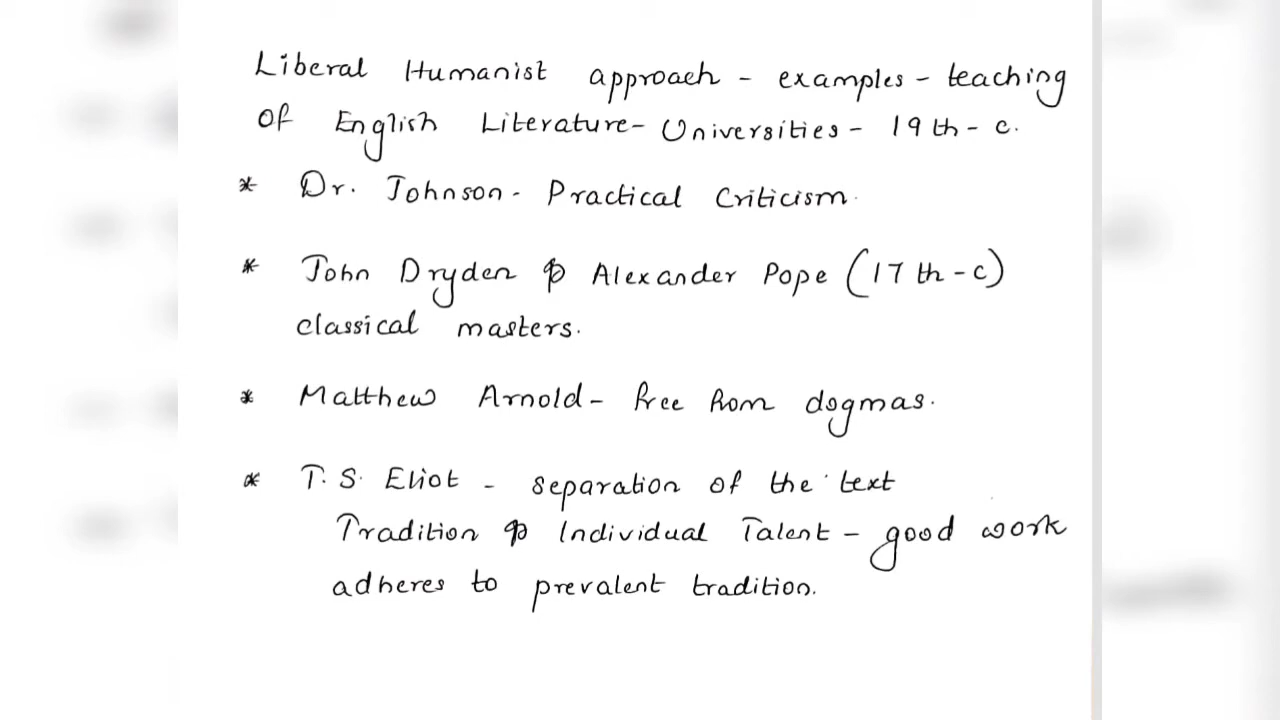 Liberal Humanist approach - examples - teaching
of English Literature - Universities - 19th - c.
* Dr. Johnson - Practical Criticism.
* John Dryden & Alexander Pope (17th - c)
classical masters.
* Matthew Arnold - free from dogmas.
* T. S. Eliot - separation of the text
Tradition & Individual Talent - good work
adheres to prevalent tradition.